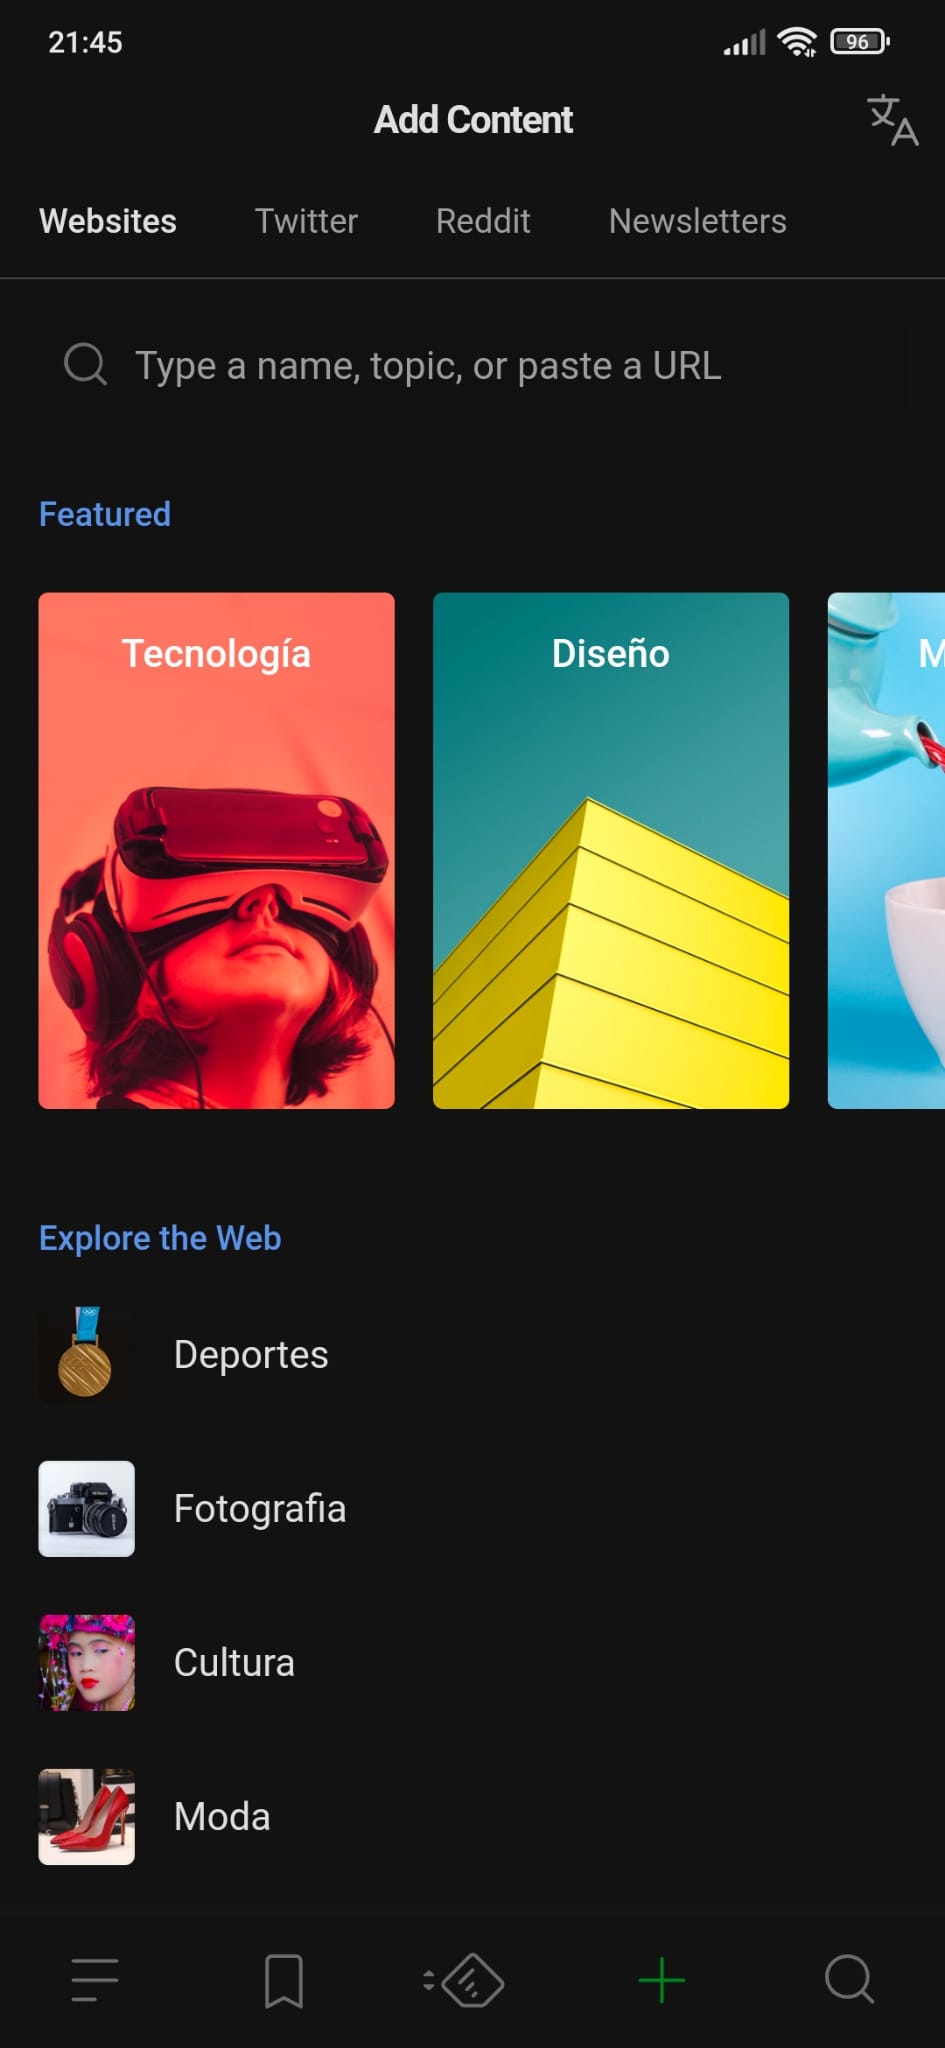 21:45
96
Add Content
Websites
Twitter
Reddit
Newsletters
Type a name, topic, or paste a URL
Featured
Tecnología
Diseño
Explore the Web
Deportes
Fotografia
Cultura
Moda